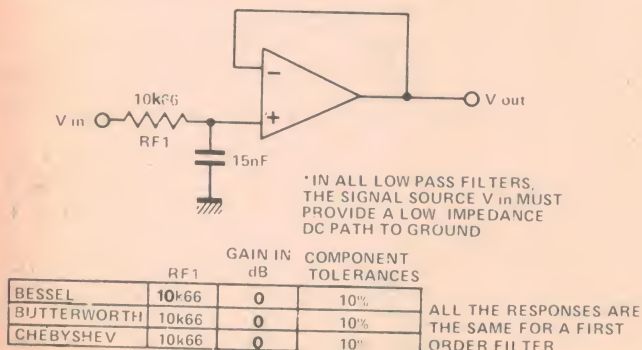 10k66
V in
RF1
15nF
−
+
V out
*IN ALL LOW PASS FILTERS,
THE SIGNAL SOURCE V in MUST
PROVIDE A LOW IMPEDANCE
DC PATH TO GROUND
RF1 GAIN IN dB COMPONENT TOLERANCES
BESSEL 10k66 0 10%
BUTTERWORTH 10k66 0 10%
CHEBYSHEV 10k66 0 10"
ALL THE RESPONSES ARE
THE SAME FOR A FIRST
ORDER FILTER